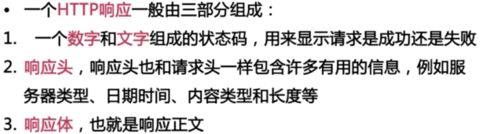 • 一个HTTP响应一般由三部分组成：
1. 一个数字和文字组成的状态码，用来显示请求是成功还是失败
2. 响应头，响应头也和请求头一样包含许多有用的信息，例如服
务器类型、日期时间、内容类型和长度等
3. 响应体，也就是响应正文